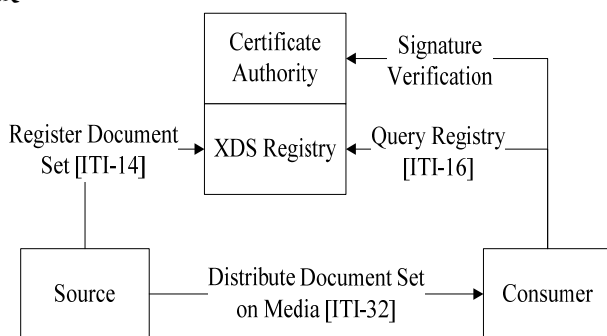 Certificate
Authority
Signature
Verification
Register Document
Set [ITI-14]
XDS Registry
Query Registry
[ITI-16]
Source
Distribute Document Set
on Media [ITI-32]
Consumer